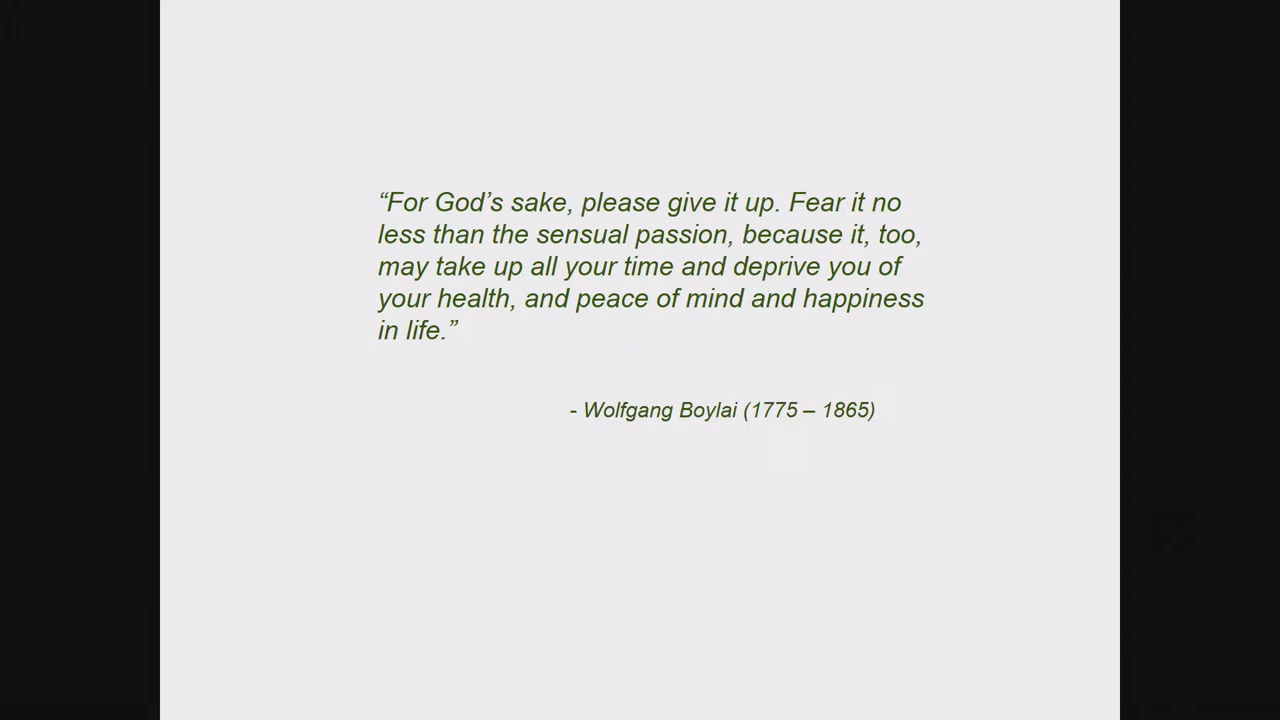 “For God’s sake, please give it up. Fear it no
less than the sensual passion, because it, too,
may take up all your time and deprive you of
your health, and peace of mind and happiness
in life.”
- Wolfgang Boylai (1775 – 1865)